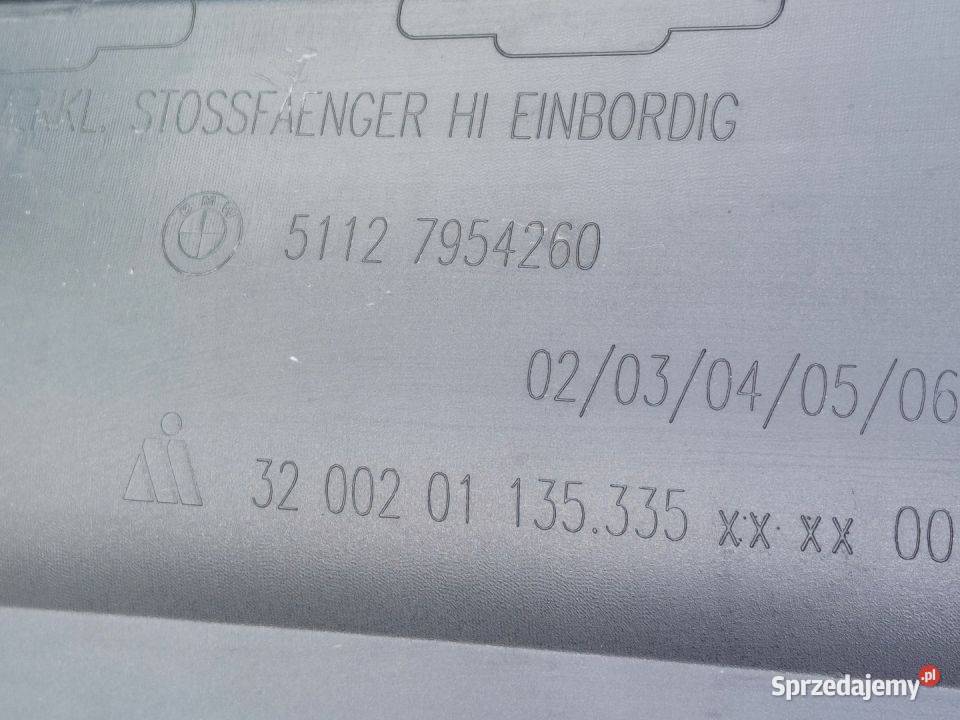 STOSSFAENGER HI EINBORDIG
BMW
5112 7954260
02/03/04/05/06
32 002 01 135.335 xx xx 00
Sprzedajemy.pl